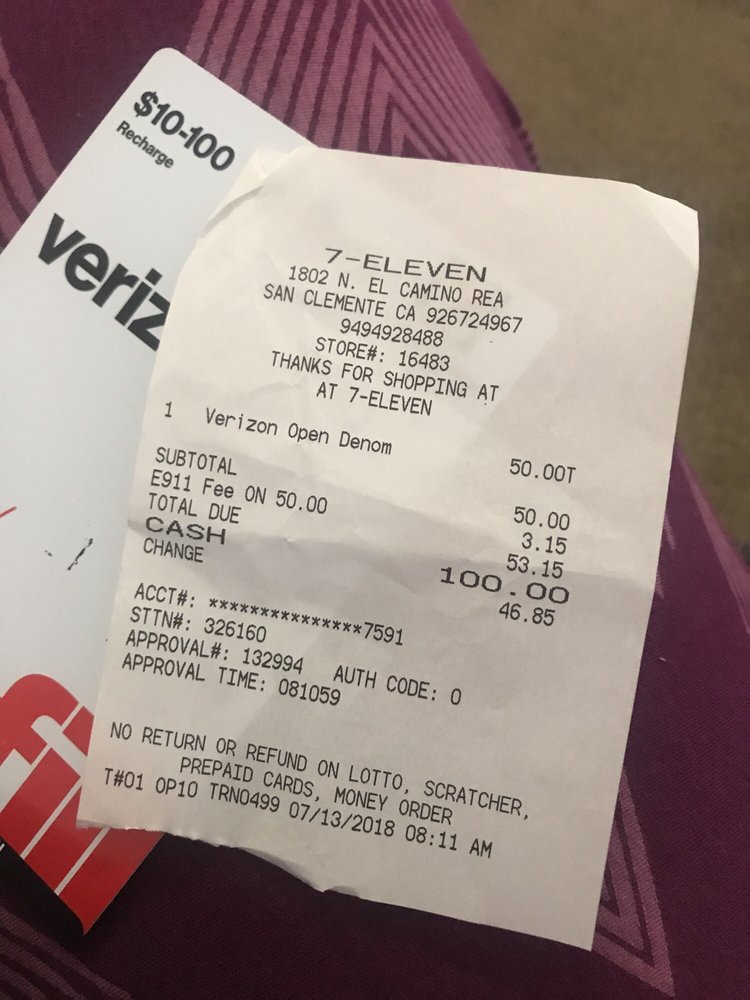 $10-100
Recharge
veriz
7-ELEVEN
1802 N. EL CAMINO REA
SAN CLEMENTE CA 926724967
9494928488
STORE#: 16483
THANKS FOR SHOPPING AT
AT 7-ELEVEN
1 Verizon Open Denom 50.00T
SUBTOTAL 50.00
E911 Fee ON 50.00 3.15
TOTAL DUE 53.15
CASH 100.00
CHANGE 46.85
ACCT#: ***************7591
STTN#: 326160
APPROVAL#: 132994 AUTH CODE: 0
APPROVAL TIME: 081059
NO RETURN OR REFUND ON LOTTO, SCRATCHER,
PREPAID CARDS, MONEY ORDER
T#01 OP10 TRN0499 07/13/2018 08:11 AM